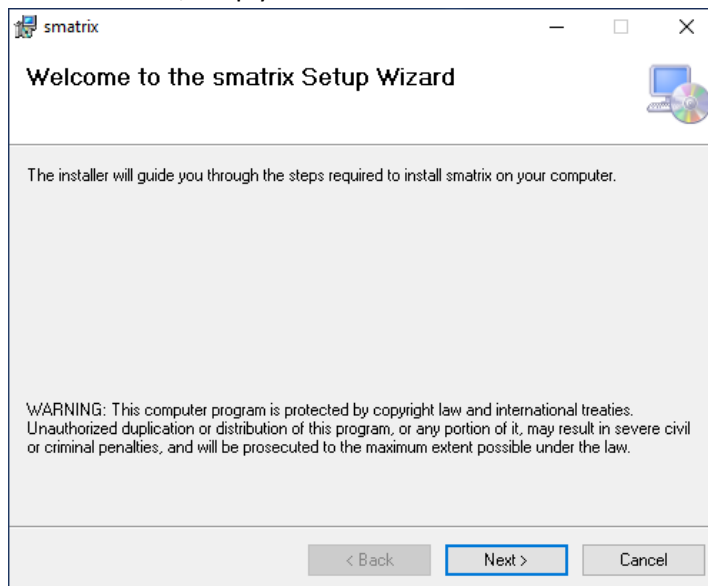 smatrix
Welcome to the smatrix Setup Wizard
The installer will guide you through the steps required to install smatrix on your computer.
WARNING: This computer program is protected by copyright law and international treaties.
Unauthorized duplication or distribution of this program, or any portion of it, may result in severe civil
or criminal penalties, and will be prosecuted to the maximum extent possible under the law.
< Back Next > Cancel